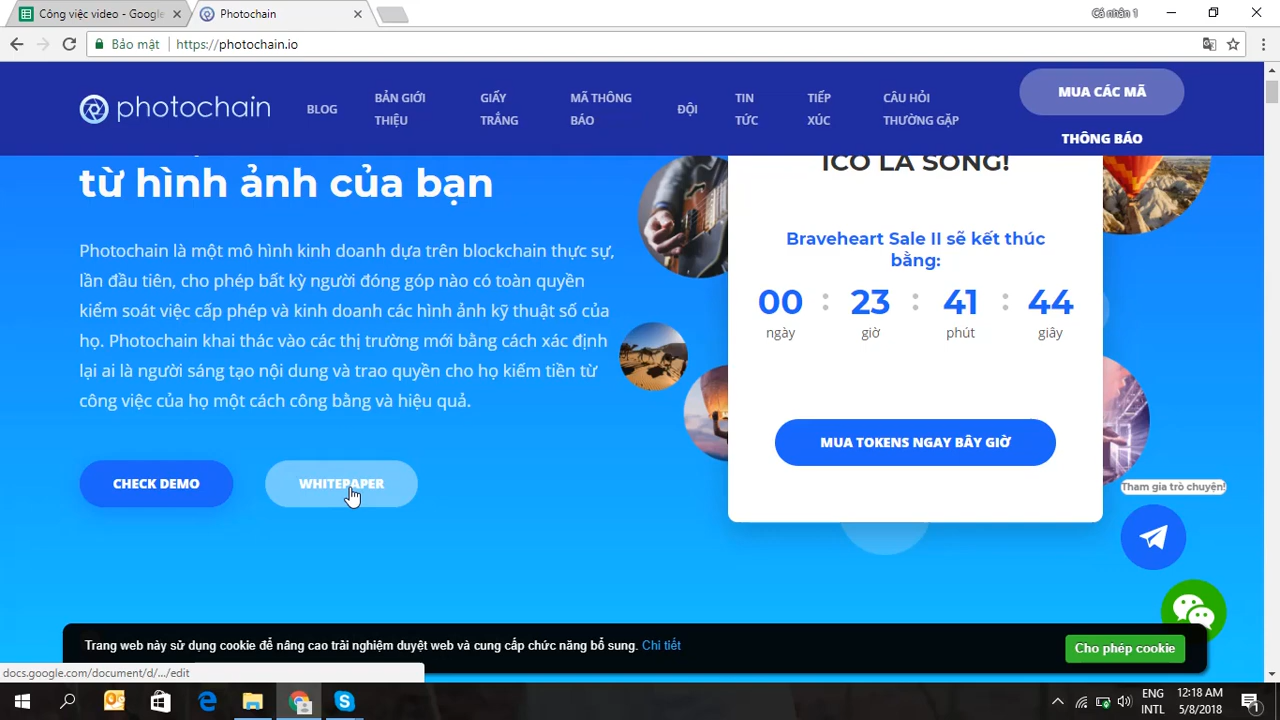 Công việc video - Google
Photochain
Cá nhân 1
Bảo mật
https://photochain.io
photochain
BLOG
BẢN GIỚI
THIỆU
GIẤY
TRẮNG
MÃ THÔNG
BÁO
ĐỘI
TIN
TỨC
TIẾP
XÚC
CÂU HỎI
THƯỜNG GẶP
MUA CÁC MÃ
THÔNG BÁO
từ hình ảnh của bạn
Photochain là một mô hình kinh doanh dựa trên blockchain thực sự,
lần đầu tiên, cho phép bất kỳ người đóng góp nào có toàn quyền
kiểm soát việc cấp phép và kinh doanh các hình ảnh kỹ thuật số của
họ. Photochain khai thác vào các thị trường mới bằng cách xác định
lại ai là người sáng tạo nội dung và trao quyền cho họ kiếm tiền từ
công việc của họ một cách công bằng và hiệu quả.
CHECK DEMO
WHITEPAPER
ICO LÀ SỐNG!
Braveheart Sale II sẽ kết thúc
bằng:
00 : 23 : 41 : 44
ngày giờ phút giây
MUA TOKENS NGAY BÂY GIỜ
Tham gia trò chuyện!
Trang web này sử dụng cookie để nâng cao trải nghiệm duyệt web và cung cấp chức năng bổ sung. Chi tiết
Cho phép cookie
docs.google.com/document/d/.../edit
ENG
INTL
12:18 AM
5/8/2018
1